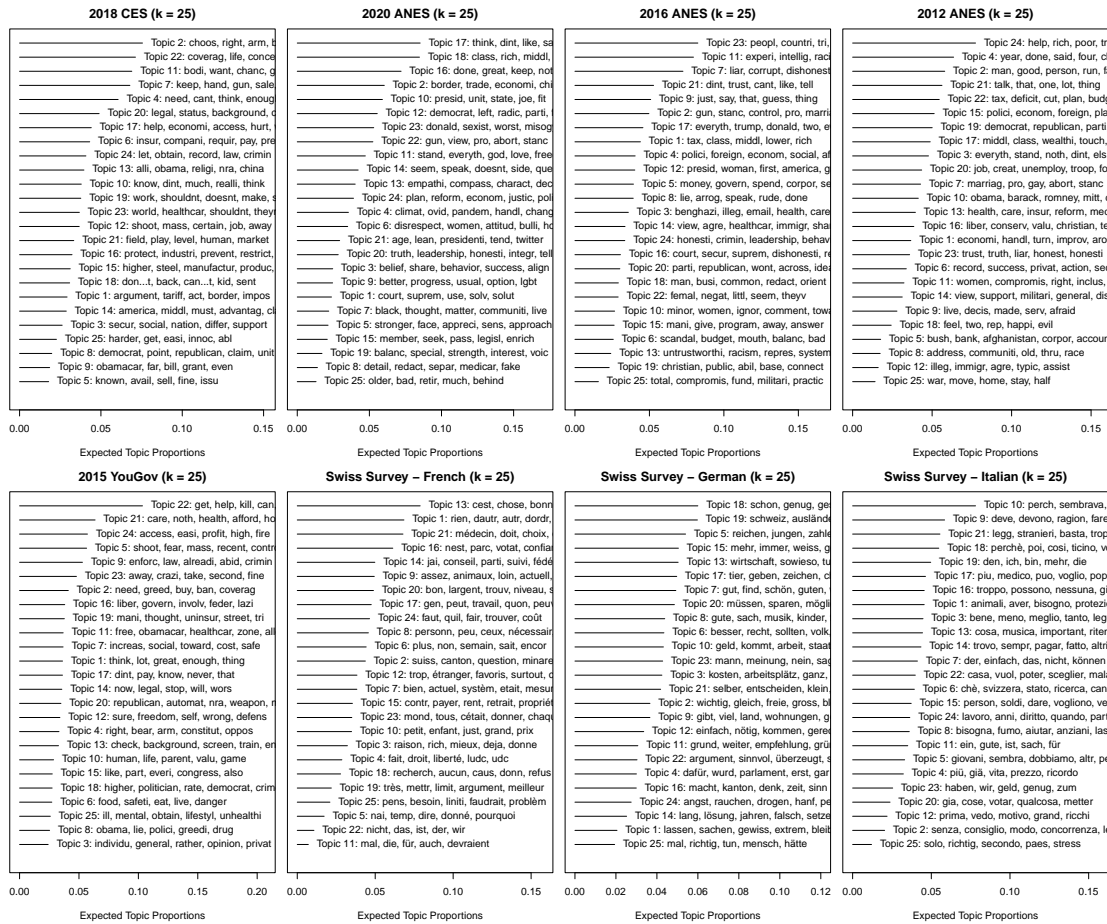 2018 CES (k = 25)
Topic 2: choos, right, arm, b
Topic 22: coverag, life, conce
Topic 11: bodi, want, chanc, g
Topic 7: keep, hand, gun, sale
Topic 4: need, cant, think, enoug
Topic 20: legal, status, background, c
Topic 17: help, economi, access, hurt,
Topic 6: insur, compani, requir, pay, pre
Topic 24: let, obtain, record, law, crimin
Topic 13: alli, obama, religi, nra, china
Topic 10: know, dint, much, realli, think
Topic 19: work, shouldnt, doesnt, make, s
Topic 23: world, healthcar, shouldnt, they
Topic 12: shoot, mass, certain, job, away
Topic 21: field, play, level, human, market
Topic 16: protect, industri, prevent, restrict,
Topic 15: higher, steel, manufactur, produc,
Topic 18: don...t, back, can...t, kid, sent
Topic 1: argument, tariff, act, border, impos
Topic 14: america, middl, must, advantag, cl
Topic 3: secur, social, nation, differ, support
Topic 25: harder, get, easi, innoc, abl
Topic 8: democrat, point, republican, claim, unit
Topic 9: obamacar, far, bill, grant, even
Topic 5: known, avail, sell, fine, issu
0.00 0.05 0.10 0.15
Expected Topic Proportions
2020 ANES (k = 25)
Topic 17: think, dint, like, sa
Topic 18: class, rich, middl,
Topic 16: done, great, keep, not
Topic 2: border, trade, economi, chi
Topic 10: presid, unit, state, joe, fit
Topic 12: democrat, left, radic, parti,
Topic 23: donald, sexist, worst, misog
Topic 22: gun, view, pro, abort, stanc
Topic 11: stand, everyth, god, love, free
Topic 14: seem, speak, doesnt, side, que
Topic 13: empathi, compass, charact, dec
Topic 24: plan, reform, econom, justic, poli
Topic 4: climat, ovid, pandem, handl, chang
Topic 6: disrespect, women, attitud, bulli, ho
Topic 21: age, lean, presidenti, tend, twitter
Topic 20: truth, leadership, honesti, integr, tell
Topic 3: belief, share, behavior, success, align
Topic 9: better, progress, usual, option, lgbt
Topic 1: court, suprem, use, solv, solut
Topic 7: black, thought, matter, communiti, live
Topic 5: stronger, face, appreci, sens, approach
Topic 15: member, seek, pass, legisl, enrich
Topic 19: balanc, special, strength, interest, voic
Topic 8: detail, redact, separ, medicar, fake
Topic 25: older, bad, retir, much, behind
0.00 0.05 0.10 0.15
Expected Topic Proportions
2016 ANES (k = 25)
Topic 23: peopl, countri, tri,
Topic 11: experi, intellig, raci
Topic 7: liar, corrupt, dishonest
Topic 21: dint, trust, cant, like, tell
Topic 9: just, say, that, guess, thing
Topic 2: gun, stanc, control, pro, marri
Topic 17: everyth, trump, donald, two, e
Topic 1: tax, class, middl, lower, rich
Topic 4: polici, foreign, econom, social, af
Topic 12: presid, woman, first, america, g
Topic 5: money, govern, spend, corpor, se
Topic 8: lie, arrog, speak, rude, done
Topic 3: benghazi, illeg, email, health, care
Topic 14: view, agre, healthcar, immigr, sha
Topic 24: honesti, crimin, leadership, behav
Topic 16: court, secur, suprem, dishonesti, re
Topic 20: parti, republican, wont, across, idea
Topic 18: man, busi, common, redact, orient
Topic 22: femal, negat, littl, seem, theyv
Topic 10: minor, women, ignor, comment, towa
Topic 15: mani, give, program, away, answer
Topic 6: scandal, budget, mouth, balanc, bad
Topic 13: untrustworthi, racism, repres, system
Topic 19: christian, public, abil, base, connect
Topic 25: total, compromis, fund, militari, practic
0.00 0.05 0.10 0.15
Expected Topic Proportions
2012 ANES (k = 25)
Topic 24: help, rich, poor, tr
Topic 4: year, done, said, four, cl
Topic 2: man, good, person, run, f
Topic 21: talk, that, one, lot, thing
Topic 22: tax, deficit, cut, plan, budg
Topic 15: polici, econom, foreign, pla
Topic 19: democrat, republican, parti
Topic 17: middl, class, wealthi, touch,
Topic 3: everyth, stand, noth, dint, els
Topic 20: job, creat, unemploy, troop, fo
Topic 7: marriag, pro, gay, abort, stanc
Topic 10: obama, barack, romney, mitt, c
Topic 13: health, care, insur, reform, med
Topic 16: liber, conserv, valu, christian, te
Topic 1: economi, handl, turn, improv, aro
Topic 23: trust, truth, liar, honest, honesti
Topic 6: record, success, privat, action, sec
Topic 11: women, compromis, right, inclus,
Topic 14: view, support, militari, general, dis
Topic 9: live, decis, made, serv, afraid
Topic 18: feel, two, rep, happi, evil
Topic 5: bush, bank, afghanistan, corpor, accour
Topic 8: address, communiti, old, thru, race
Topic 12: illeg, immigr, agre, typic, assist
Topic 25: war, move, home, stay, half
0.00 0.05 0.10 0.15
Expected Topic Proportions
2015 YouGov (k = 25)
Topic 22: get, help, kill, can
Topic 21: care, noth, health, afford, ho
Topic 24: access, easi, profit, high, fire
Topic 5: shoot, fear, mass, recent, contr
Topic 9: enforc, law, alreadi, abid, crimin
Topic 23: away, crazi, take, second, fine
Topic 2: need, greed, buy, ban, coverag
Topic 16: liber, govern, involv, feder, lazi
Topic 19: mani, thought, uninsur, street, tri
Topic 11: free, obamacar, healthcar, zone, all
Topic 7: increas, social, toward, cost, safe
Topic 1: think, lot, great, enough, thing
Topic 17: dint, pay, know, never, that
Topic 14: now, legal, stop, will, wors
Topic 20: republican, automat, nra, weapon, r
Topic 12: sure, freedom, self, wrong, defens
Topic 4: right, bear, arm, constitut, oppos
Topic 13: check, background, screen, train, en
Topic 10: human, life, parent, valu, game
Topic 15: like, part, everi, congress, also
Topic 18: higher, politician, rate, democrat, crim
Topic 6: food, safeti, eat, live, danger
Topic 25: ill, mental, obtain, lifestyl, unhealthi
Topic 8: obama, lie, polici, greedi, drug
Topic 3: individu, general, rather, opinion, privat
0.00 0.05 0.10 0.15 0.20
Expected Topic Proportions
Swiss Survey − French (k = 25)
Topic 13: cest, chose, bonn
Topic 1: rien, dautr, autr, dordr,
Topic 21: médecin, doit, choix,
Topic 16: nest, parc, votat, confian
Topic 14: jai, conseil, parti, suivi, fédé
Topic 9: assez, animaux, loin, actuell,
Topic 20: bon, largent, trouv, niveau, s
Topic 17: gen, peut, travail, quon, peuv
Topic 24: faut, quil, fair, trouver, coût
Topic 8: personn, peu, ceux, nécessair
Topic 6: plus, non, semain, sait, encor
Topic 2: suiss, canton, question, minare
Topic 12: trop, étranger, favoris, surtout, c
Topic 7: bien, actuel, systèm, etait, mesur
Topic 15: contr, payer, rent, retrait, propriét
Topic 23: mond, tous, cétait, donner, chaqu
Topic 10: petit, enfant, just, grand, prix
Topic 3: raison, rich, mieux, deja, donne
Topic 4: fait, droit, liberté, ludc, udc
Topic 18: recherch, aucun, caus, donn, refus
Topic 19: très, mettr, limit, argument, meilleur
Topic 25: pens, besoin, liniti, faudrait, problèm
Topic 5: nai, temp, dire, donné, pourquoi
Topic 22: nicht, das, ist, der, wir
Topic 11: mal, die, für, auch, devraient
0.00 0.05 0.10 0.15
Expected Topic Proportions
Swiss Survey − German (k = 25)
Topic 18: schon, genug, ge
Topic 19: schweiz, auslände
Topic 5: reichen, jungen, zahle
Topic 15: mehr, immer, weiss, g
Topic 13: wirtschaft, sowieso, tu
Topic 17: tier, geben, zeichen, c
Topic 7: gut, find, schön, guten,
Topic 20: müssen, sparen, mögli
Topic 8: gute, sach, musik, kinder,
Topic 6: besser, recht, sollten, volk,
Topic 10: geld, kommt, arbeit, staat
Topic 23: mann, meinung, nein, sag
Topic 3: kosten, arbeitsplätz, ganz,
Topic 21: selber, entscheiden, klein,
Topic 2: wichtig, gleich, freie, gross, bl
Topic 9: gibt, viel, land, wohnungen, g
Topic 12: einfach, nötig, kommen, gere
Topic 11: grund, weiter, empfehlung, grü
Topic 22: argument, sinnvol, überzeugt, s
Topic 4: dafür, wurd, parlament, erst, gar
Topic 16: macht, kanton, denk, zeit, sinn
Topic 24: angst, rauchen, drogen, hanf, pe
Topic 14: lang, lösung, jahren, falsch, setze
Topic 1: lassen, sachen, gewiss, extrem, bleib
Topic 25: mal, richtig, tun, mensch, hätte
0.00 0.02 0.04 0.06 0.08 0.10 0.12
Expected Topic Proportions
Swiss Survey − Italian (k = 25)
Topic 10: perch, sembrava,
Topic 9: deve, devono, ragion, fare
Topic 21: legg, stranieri, basta, trop
Topic 18: perchè, poi, cosi, ticino, vo
Topic 19: den, ich, bin, mehr, die
Topic 17: piu, medico, puo, voglio, pop
Topic 16: troppo, possono, nessuna, gi
Topic 1: animali, aver, bisogno, protezic
Topic 3: bene, meno, meglio, tanto, leg
Topic 13: cosa, musica, important, riter
Topic 14: trovo, sempr, pagar, fatto, altri
Topic 7: der, einfach, das, nicht, können
Topic 22: casa, vuol, poter, sceglier, mala
Topic 6: chè, svizzera, stato, ricerca, can
Topic 15: person, soldi, dare, vogliono, ve
Topic 24: lavoro, anni, diritto, quando, part
Topic 8: bisogna, fumo, aiutar, anziani, las
Topic 11: ein, gute, ist, sach, für
Topic 5: giovani, sembra, dobbiamo, altr, pe
Topic 4: più, già, vita, prezzo, ricordo
Topic 23: haben, wir, geld, genug, zum
Topic 20: gia, cose, votar, qualcosa, metter
Topic 12: prima, vedo, motivo, grand, ricchi
Topic 2: senza, consiglio, modo, concorrenza, le
Topic 25: solo, richtig, secondo, paes, stress
0.00 0.05 0.10 0.15
Expected Topic Proportions